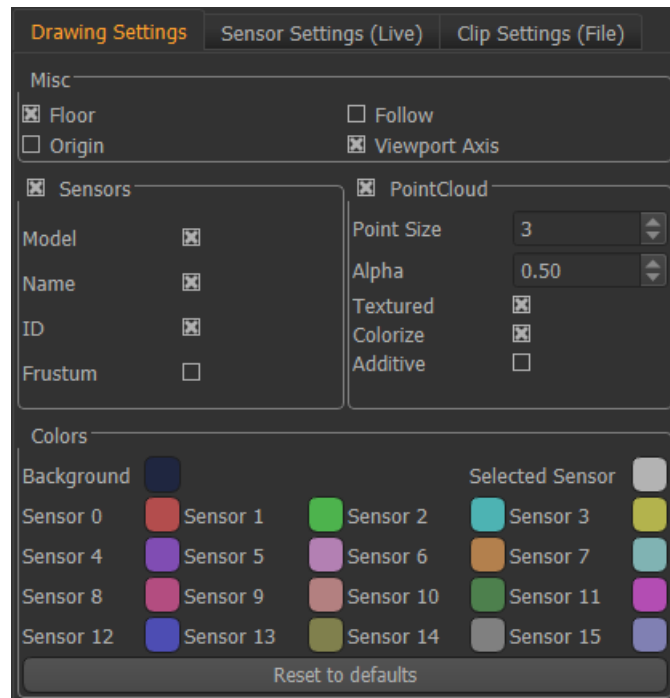 Drawing Settings Sensor Settings (Live) Clip Settings (File)
Misc
Floor Follow
Origin Viewport Axis
Sensors
Model
Name
ID
Frustum
PointCloud
Point Size 3
Alpha 0.50
Textured
Colorize
Additive
Colors
Background Selected Sensor
Sensor 0 Sensor 1 Sensor 2 Sensor 3
Sensor 4 Sensor 5 Sensor 6 Sensor 7
Sensor 8 Sensor 9 Sensor 10 Sensor 11
Sensor 12 Sensor 13 Sensor 14 Sensor 15
Reset to defaults